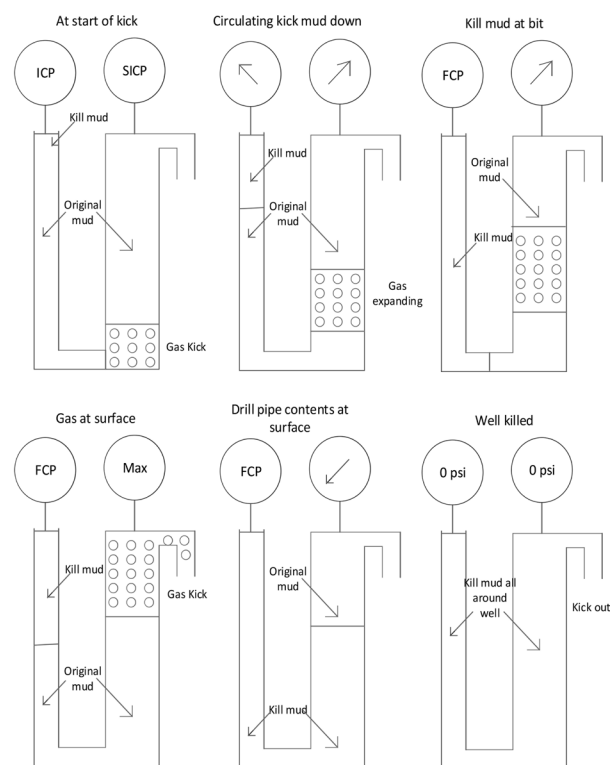 At start of kick
ICP
SICP
Kill mud
Original
mud
Gas Kick
Circulating kick mud down
Kill mud
Original
mud
Gas
expanding
Kill mud at bit
FCP
Original
mud
Kill mud
Gas at surface
FCP
Max
Kill mud
Gas Kick
Original
mud
Drill pipe contents at
surface
FCP
Original
mud
Kill mud
Well killed
0 psi
0 psi
Kill mud all
around
well
Kick out